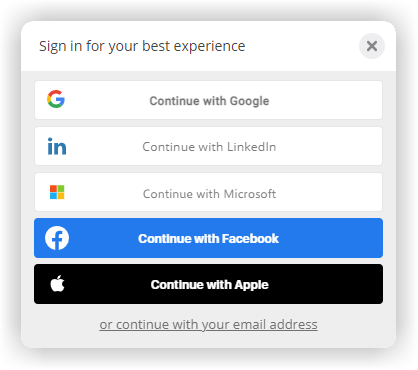 Sign in for your best experience
Continue with Google
in Continue with LinkedIn
Continue with Microsoft
Continue with Facebook
Continue with Apple
or continue with your email address